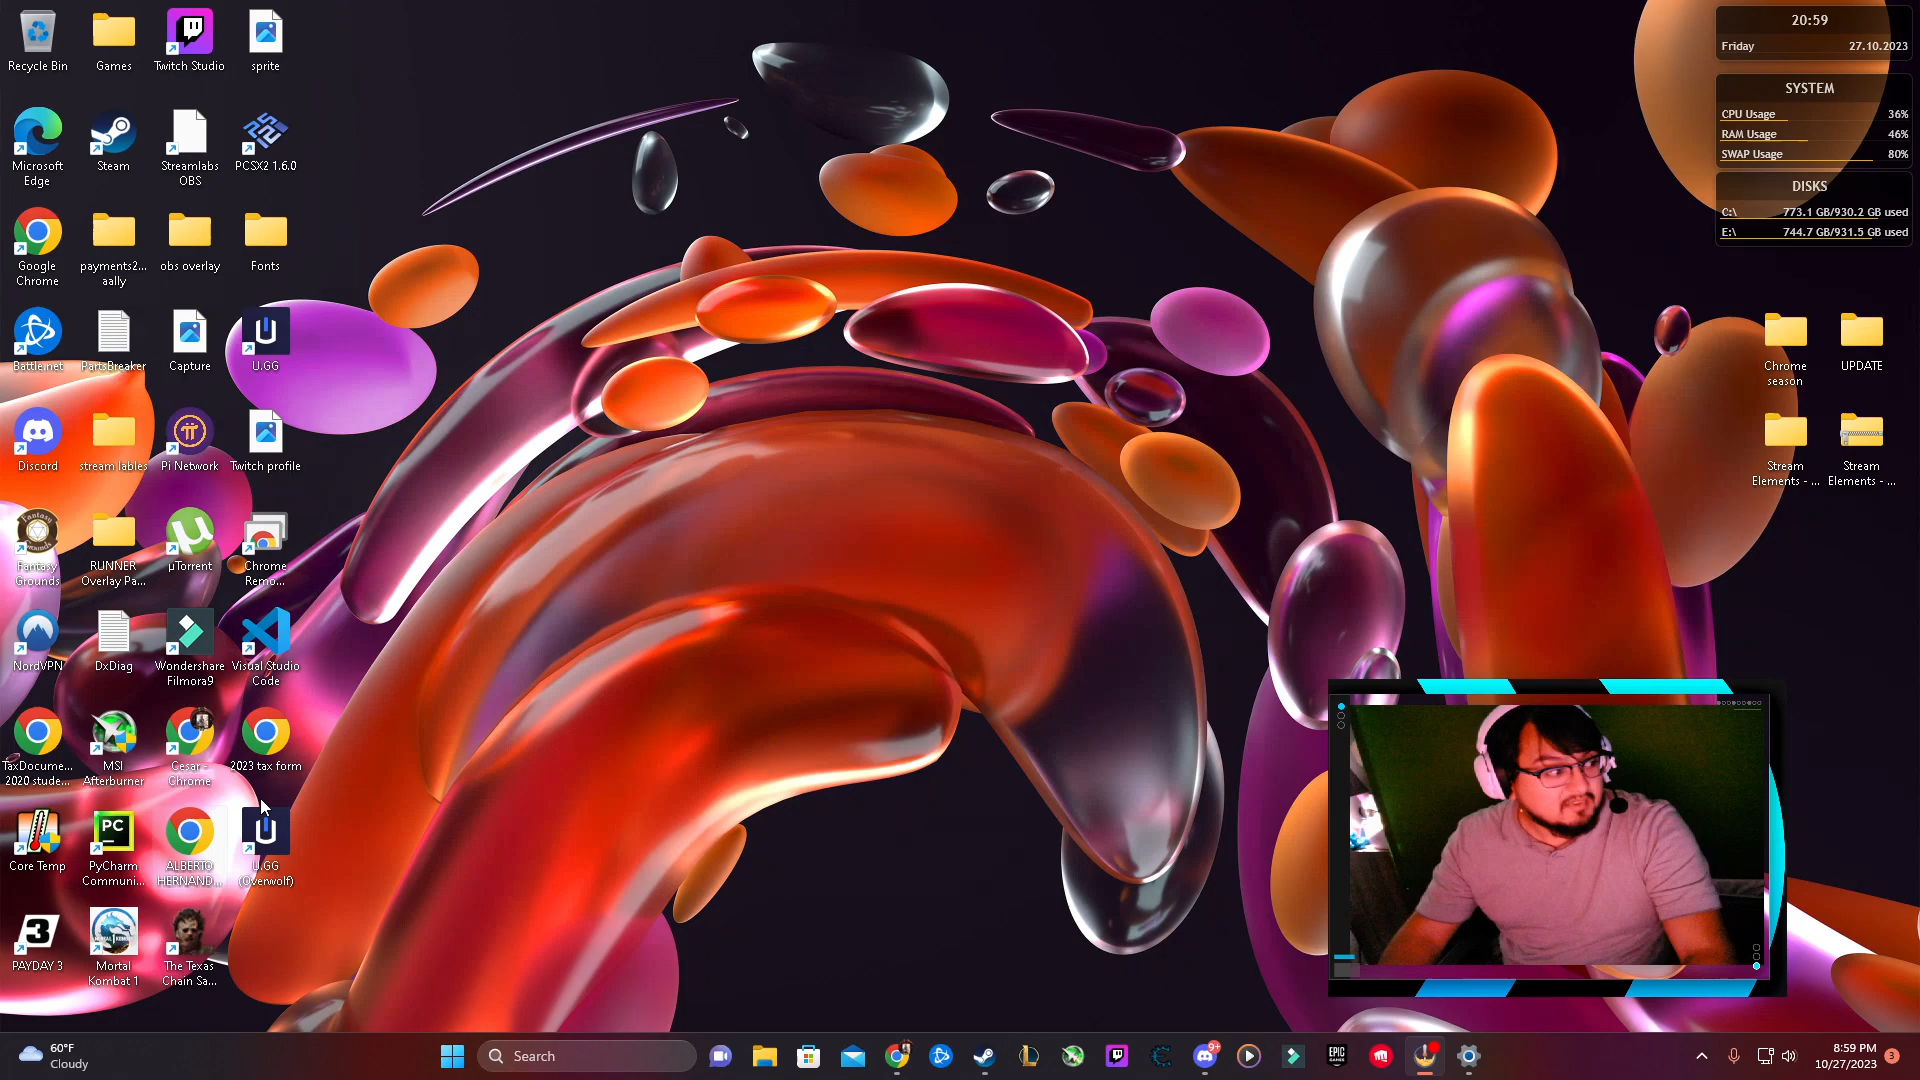 Recycle Bin
Games
Twitch Studio
sprite
Microsoft
Edge
Steam
Streamlabs
OBS
PCSX2 1.6.0
Google
Chrome
payments2...
aally
obs overlay
Fonts
Battle.net
PartsBreaker
Capture
U.GG
Discord
stream lables
Pi Network
Twitch profile
Fantasy
Grounds
RUNNER
Overlay Pa...
µTorrent
Chrome
Remo...
NordVPN
DxDiag
Wondershare
Filmora9
Visual Studio
Code
TaxDocume...
2020 stude...
MSI
Afterburner
Cesar -
Chrome
2023 tax form
Core Temp
PC
PyCharm
Communi...
ALBERTO
HERNAND...
U.GG
(Overwolf)
3
PAYDAY 3
Mortal
Kombat 1
The Texas
Chain Sa...
20:59
Friday 27.10.2023
SYSTEM
CPU Usage 36%
RAM Usage 46%
SWAP Usage 80%
DISKS
C:\ 773.1 GB/930.2 GB used
E:\ 744.7 GB/931.5 GB used
Chrome
season
UPDATE
Stream
Elements - ...
Stream
Elements - ...
60°F
Cloudy
Search
9+
EPIC
GAMES
8:59 PM
10/27/2023
3